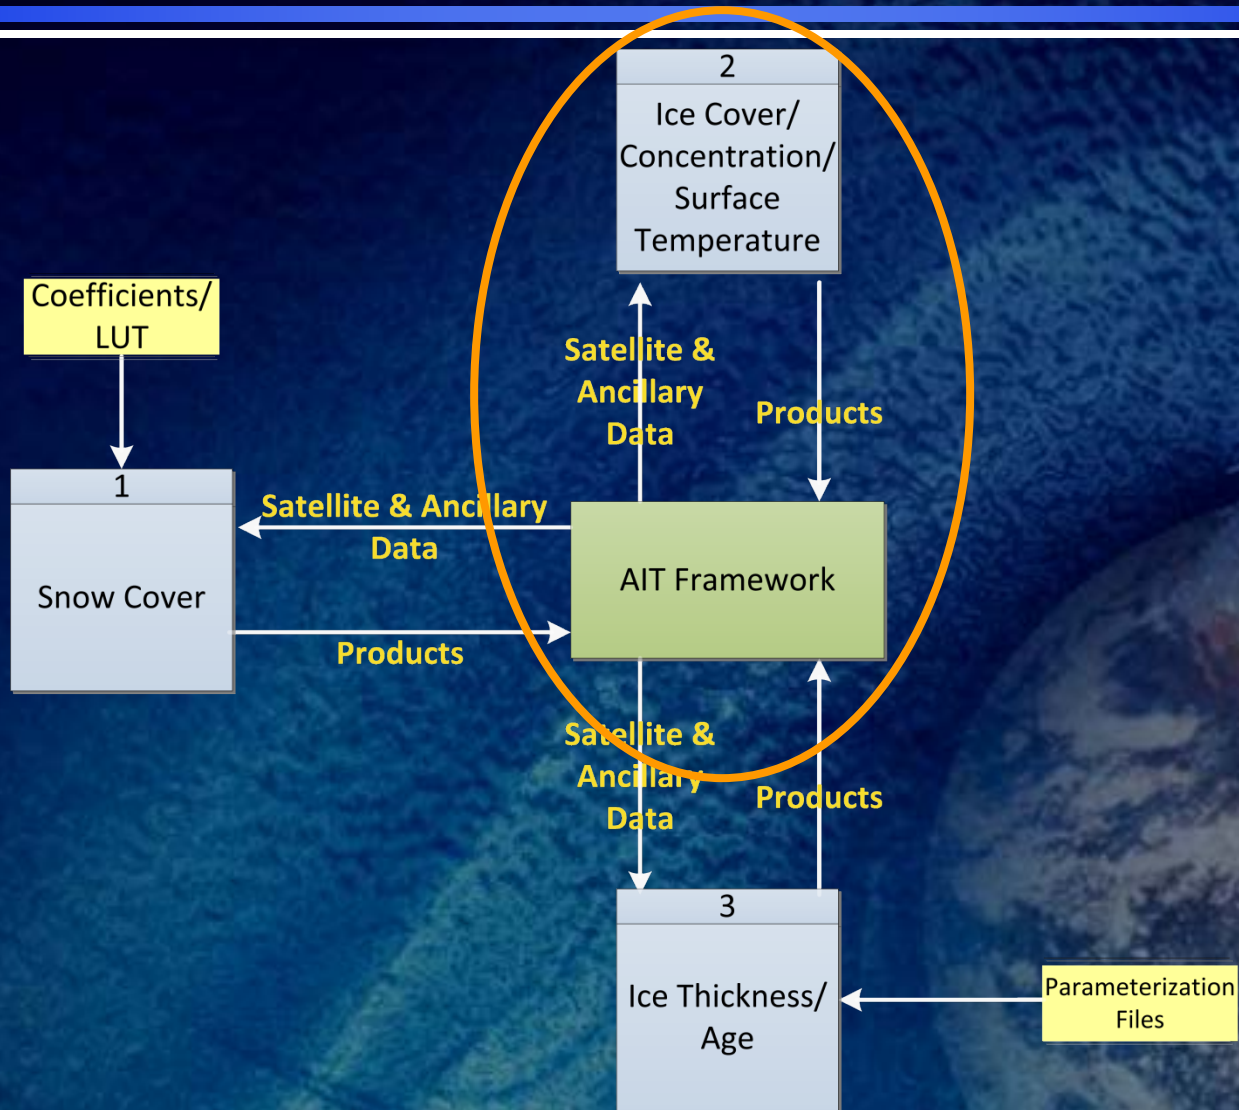 2
Ice Cover/
Concentration/
Surface
Temperature
Coefficients/
LUT
Satellite &
Ancillary
Data
Products
1
Snow Cover
Satellite & Ancillary
Data
Products
AIT Framework
Satellite &
Ancillary
Data
Products
3
Ice Thickness/
Age
Parameterization
Files